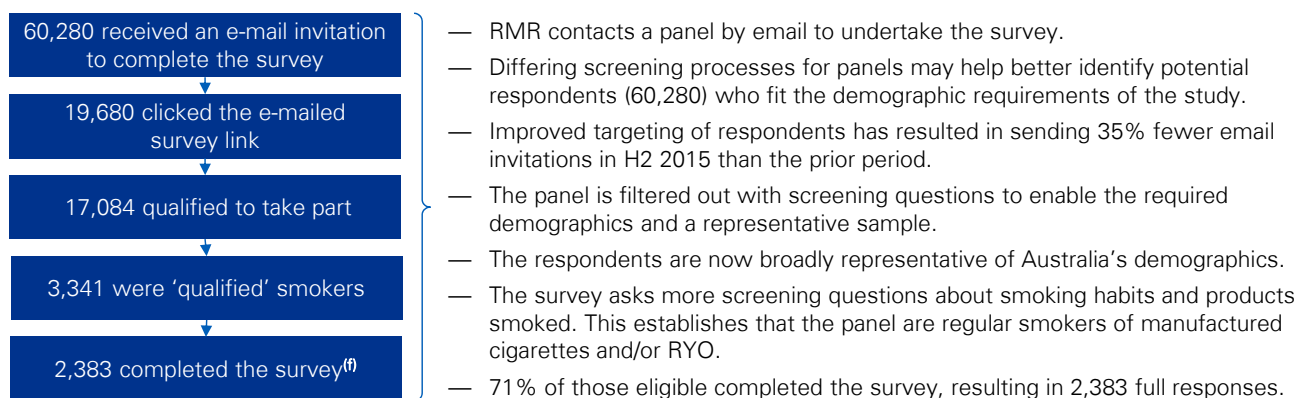 60,280 received an e-mail invitation
to complete the survey
19,680 clicked the e-mailed
survey link
17,084 qualified to take part
3,341 were ‘qualified’ smokers
2,383 completed the survey(f)
— RMR contacts a panel by email to undertake the survey.
— Differing screening processes for panels may help better identify potential
respondents (60,280) who fit the demographic requirements of the study.
— Improved targeting of respondents has resulted in sending 35% fewer email
invitations in H2 2015 than the prior period.
— The panel is filtered out with screening questions to enable the required
demographics and a representative sample.
— The respondents are now broadly representative of Australia’s demographics.
— The survey asks more screening questions about smoking habits and products
smoked. This establishes that the panel are regular smokers of manufactured
cigarettes and/or RYO.
— 71% of those eligible completed the survey, resulting in 2,383 full responses.